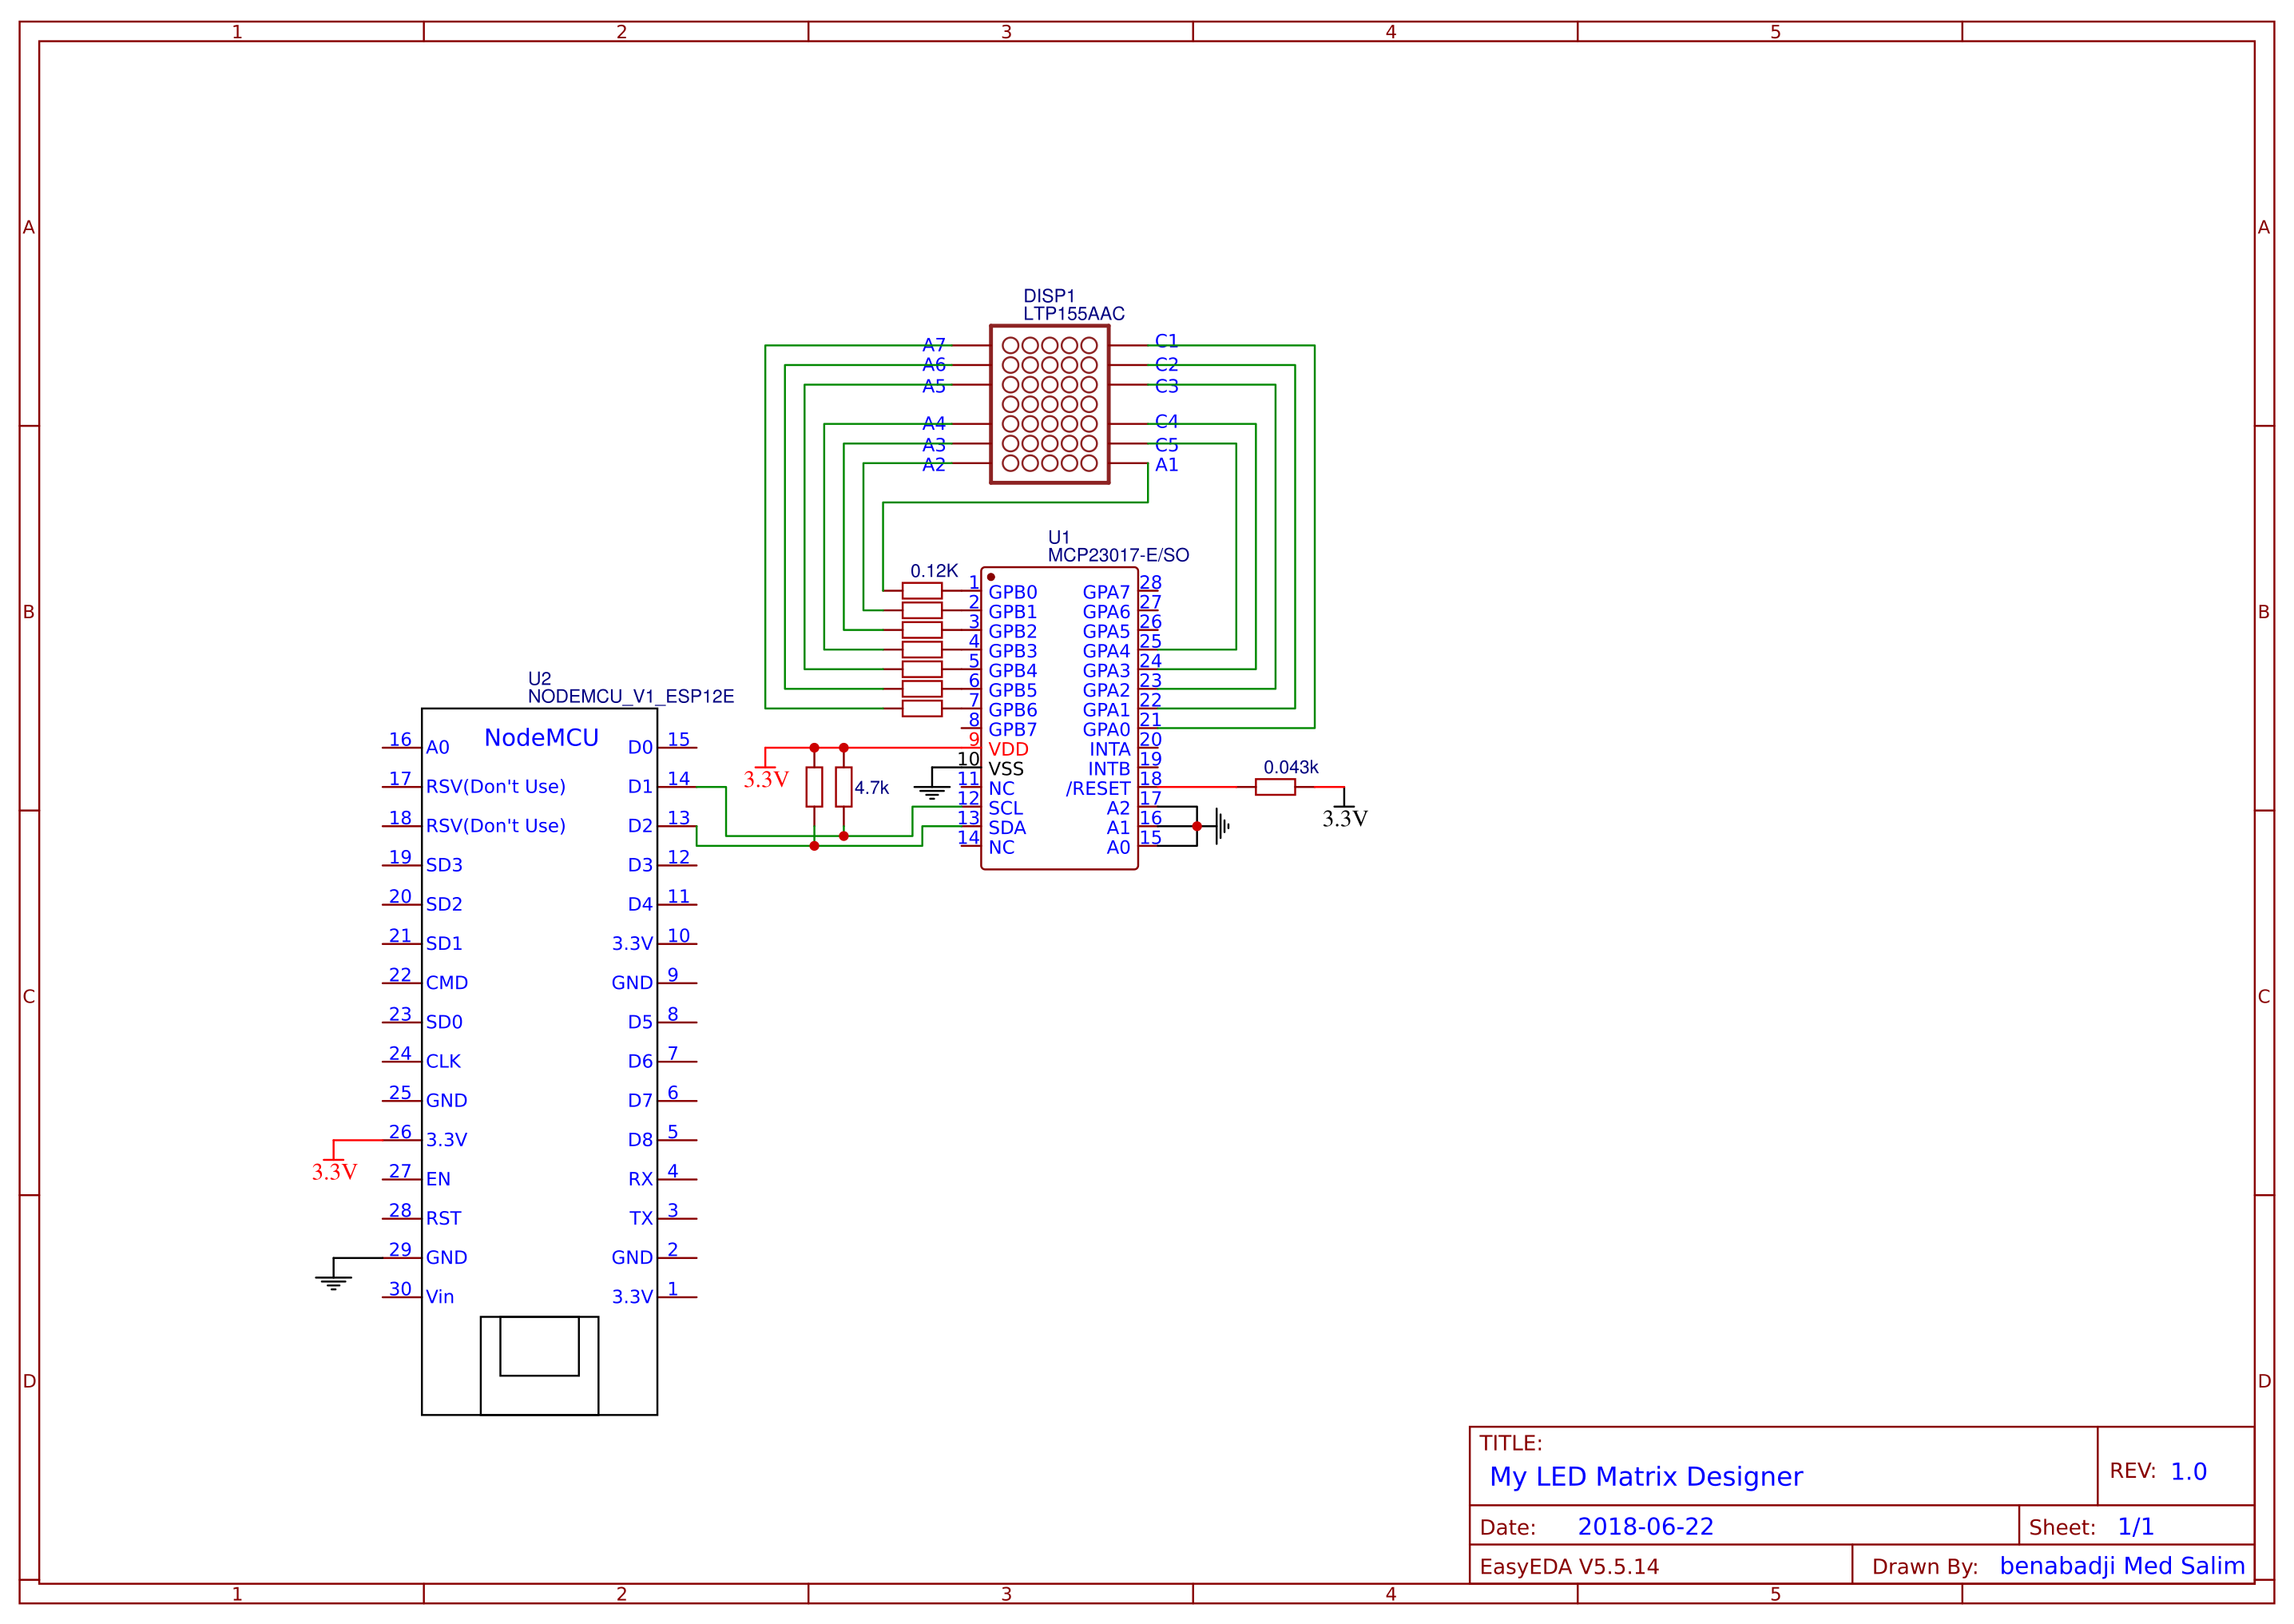 1 2 3 4 5
A A
DISP1
LTP155AAC
A7 C1
A6 C2
A5 C3
A4 C4
A3 C5
A2 A1
U1
MCP23017-E/SO
0.12K
1 GPB0 GPA7 28
2 GPB1 GPA6 27
B B
3 GPB2 GPA5 26
4 GPB3 GPA4 25
5 GPB4 GPA3 24
6 GPB5 GPA2 23
7 GPB6 GPA1 22
8 GPB7 GPA0 21
9 VDD INTA 20
10 VSS INTB 19
11 NC /RESET 18
12 SCL A2 17
13 SDA A1 16
14 NC A0 15
3.3V
4.7k
0.043k
3.3V
U2
NODEMCU_V1_ESP12E
NodeMCU
16 A0 D0 15
17 RSV(Don't Use) D1 14
18 RSV(Don't Use) D2 13
19 SD3 D3 12
20 SD2 D4 11
21 SD1 3.3V 10
22 CMD GND 9
C C
23 SD0 D5 8
24 CLK D6 7
25 GND D7 6
26 3.3V D8 5
3.3V
27 EN RX 4
28 RST TX 3
29 GND GND 2
30 Vin 3.3V 1
D D
TITLE:
My LED Matrix Designer
REV: 1.0
Date: 2018-06-22
Sheet: 1/1
EasyEDA V5.5.14
Drawn By: benabadji Med Salim
1 2 3 4 5